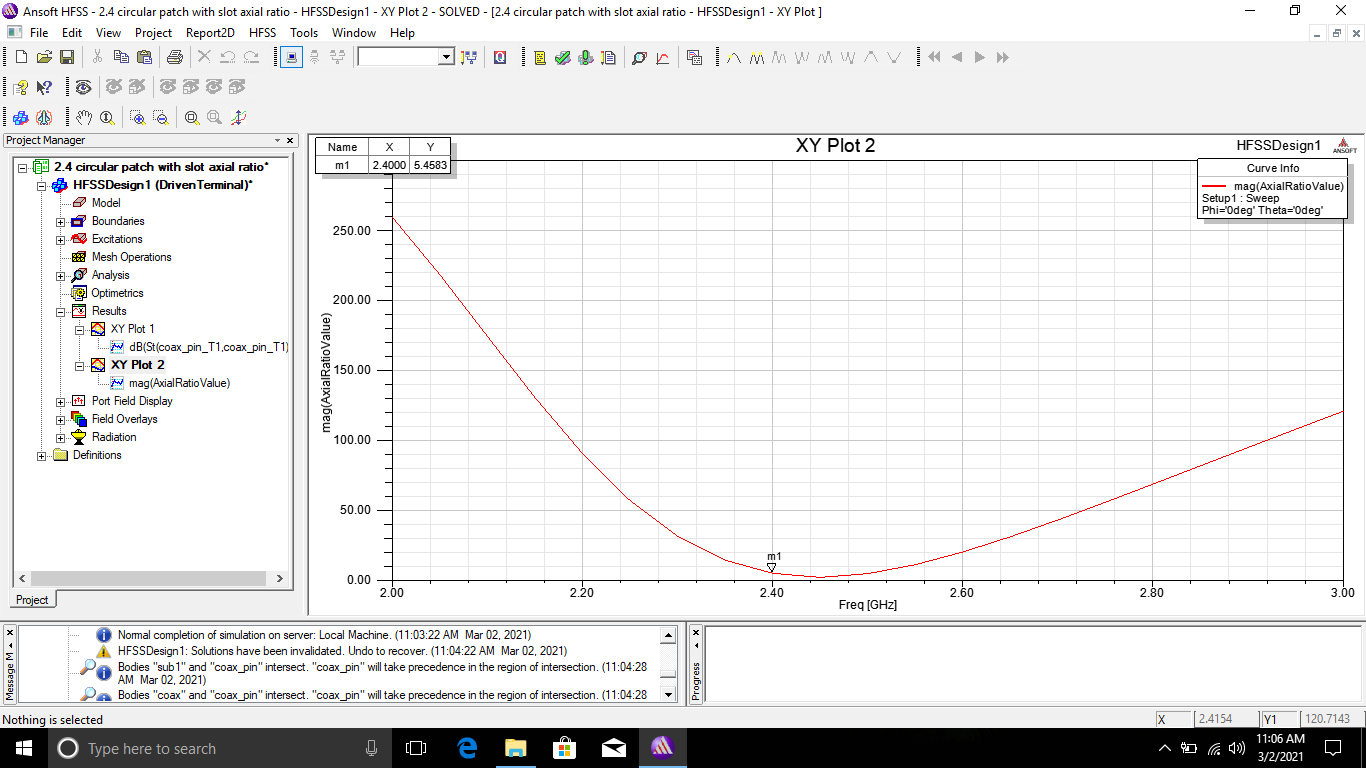 Ansoft HFSS - 2.4 circular patch with slot axial ratio - HFSSDesign1 - XY Plot 2 - SOLVED - [2.4 circular patch with slot axial ratio - HFSSDesign1 - XY Plot ]
File Edit View Project Report2D HFSS Tools Window Help
Project Manager
2.4 circular patch with slot axial ratio*
HFSSDesign1 (DrivenTerminal)*
Model
Boundaries
Excitations
Mesh Operations
Analysis
Optimetrics
Results
XY Plot 1
dB(St(coax_pin_T1,coax_pin_T1)
XY Plot 2
mag(AxialRatioValue)
Port Field Display
Field Overlays
Radiation
Definitions
Project
Name X Y
m1 2.4000 5.4583
XY Plot 2
HFSSDesign1
ANSOFT
Curve Info
mag(AxialRatioValue)
Setup1 : Sweep
Phi='0deg' Theta='0deg'
mag(AxialRatioValue)
250.00
200.00
150.00
100.00
50.00
0.00
m1
2.00 2.20 2.40 2.60 2.80 3.00
Freq [GHz]
Message M
Normal completion of simulation on server: Local Machine. (11:03:22 AM Mar 02, 2021)
HFSSDesign1: Solutions have been invalidated. Undo to recover. (11:04:22 AM Mar 02, 2021)
Bodies "sub1" and "coax_pin" intersect. "coax_pin" will take precedence in the region of intersection. (11:04:28
AM Mar 02, 2021)
Bodies "coax" and "coax_pin" intersect. "coax_pin" will take precedence in the region of intersection. (11:04:28
Progress
Nothing is selected
X 2.4154 Y1 120.7143
Type here to search
11:06 AM
3/2/2021